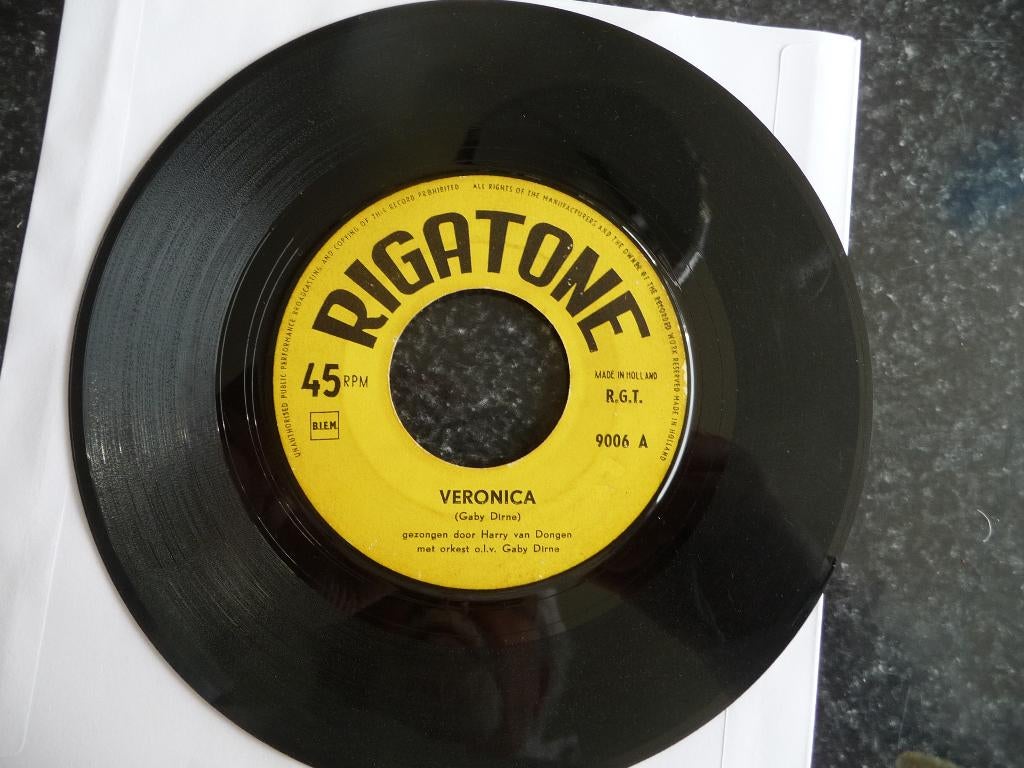 UNAUTHORISED PUBLIC PERFORMANCE BROADCASTING AND COPYING OF THIS RECORD PROHIBITED ALL RIGHTS OF THE MANUFACTURERS AND THE OWNER OF THE RECORDED WORK RESERVED MADE IN HOLLAND
RIGATONE
45 RPM
MADE IN HOLLAND
R.G.T.
B.I.E.M.
9006 A
VERONICA
(Gaby Dirne)
gezongen door Harry van Dongen
met orkest o.l.v. Gaby Dirne